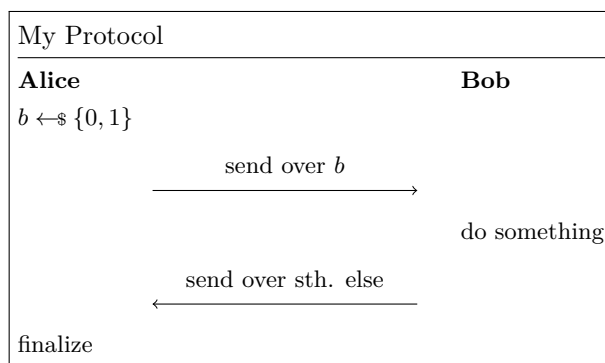 My Protocol
Alice Bob
b ←$ {0, 1}
send over b
do something
send over sth. else
finalize